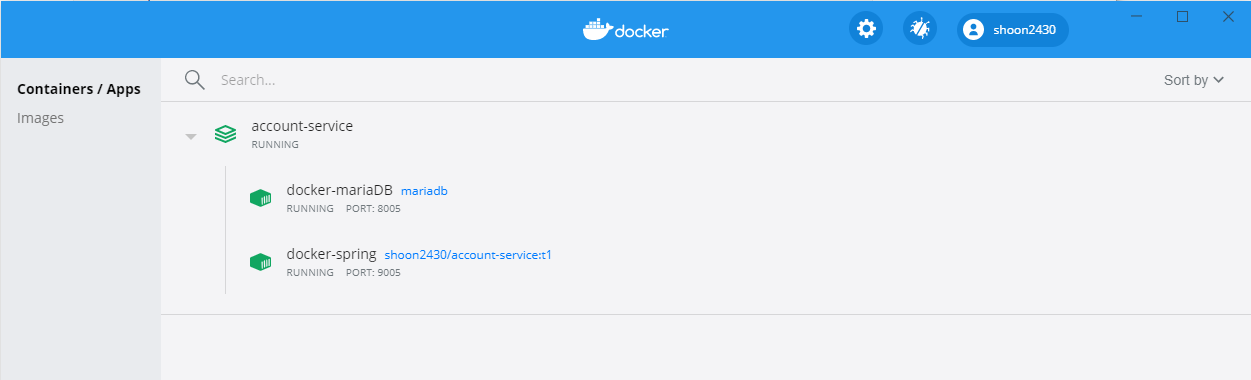 docker
shoon2430
Containers / Apps
Images
Search...
Sort by
account-service
RUNNING
docker-mariaDB mariadb
RUNNING PORT: 8005
docker-spring shoon2430/account-service:t1
RUNNING PORT: 9005